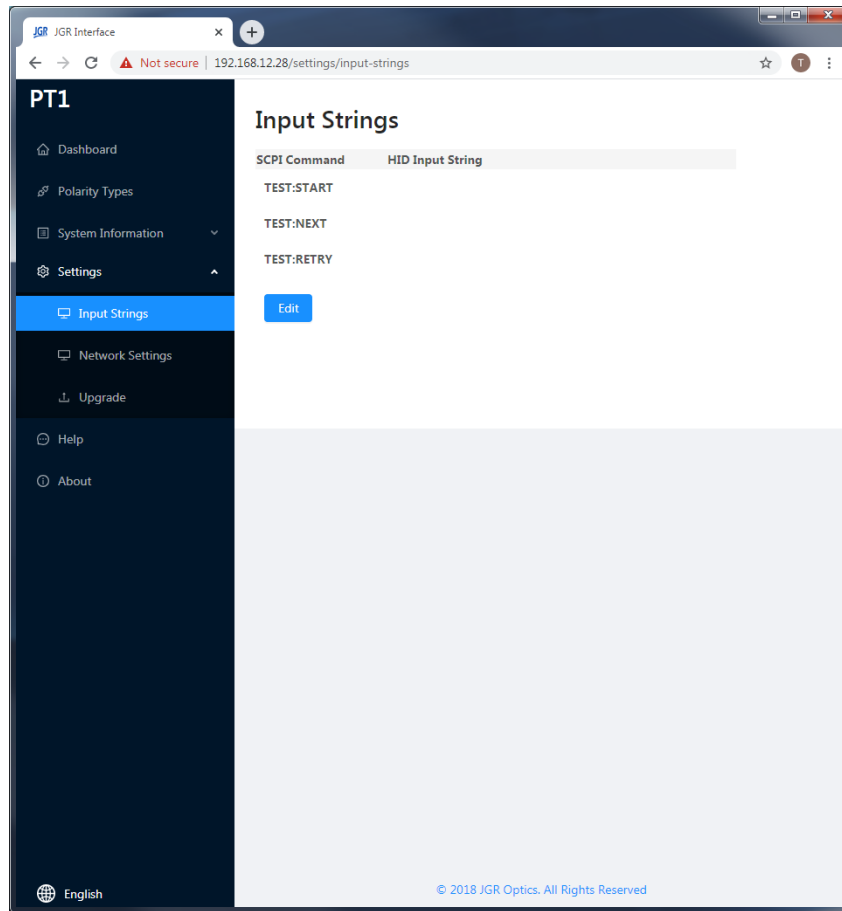 JGR JGR Interface
Not secure | 192.168.12.28/settings/input-strings
T
PT1
Dashboard
Polarity Types
System Information
Settings
Input Strings
Network Settings
Upgrade
Help
About
English
Input Strings
SCPI Command HID Input String
TEST:START
TEST:NEXT
TEST:RETRY
Edit
© 2018 JGR Optics. All Rights Reserved